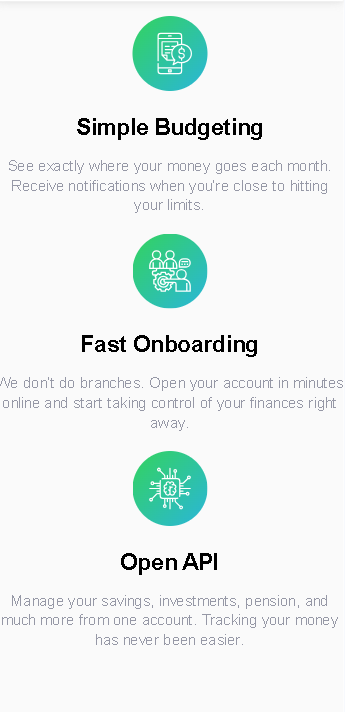 Simple Budgeting
See exactly where your money goes each month.
Receive notifications when you're close to hitting
your limits.
Fast Onboarding
We don't do branches. Open your account in minutes
online and start taking control of your finances right
away.
Open API
Manage your savings, investments, pension, and
much more from one account. Tracking your money
has never been easier.